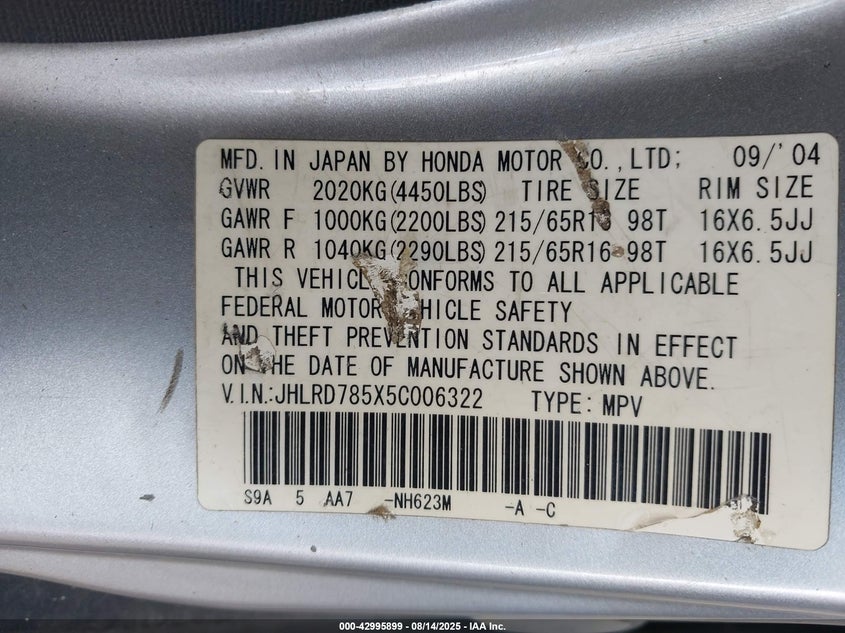 MFD. IN JAPAN BY HONDA MOTOR CO., LTD; 09/'04
GVWR 2020KG(4450LBS) TIRE SIZE RIM SIZE
GAWR F 1000KG(2200LBS) 215/65R16 98T 16X6.5JJ
GAWR R 1040KG(2290LBS) 215/65R16 98T 16X6.5JJ
THIS VEHICLE CONFORMS TO ALL APPLICABLE
FEDERAL MOTOR VEHICLE SAFETY
AND THEFT PREVENTION STANDARDS IN EFFECT
ON THE DATE OF MANUFACTURE SHOWN ABOVE.
V.I.N.:JHLRD785X5C006322 TYPE: MPV
S9A 5 AA7 -NH623M -A -C
000-42995899 - 08/14/2025 - IAA Inc.